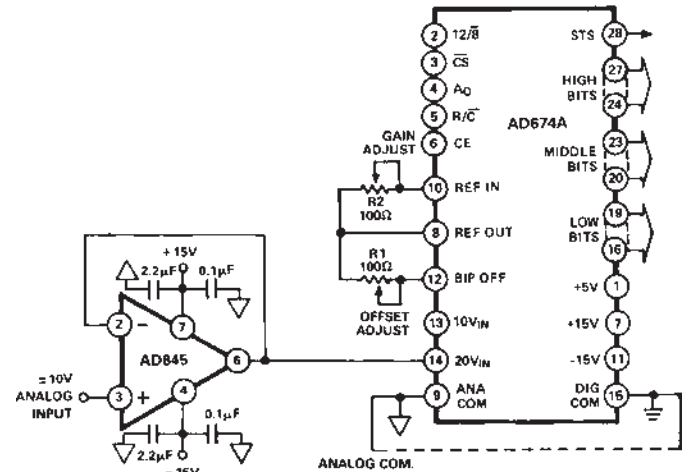 2 12/8̅
3 C̅S̅
4 A0
5 R/C̅
6 CE
GAIN
ADJUST
R2
100Ω
10 REF IN
8 REF OUT
R1
100Ω
12 BIP OFF
OFFSET
ADJUST
13 10VIN
14 20VIN
9 ANA
COM
AD674A
STS 28
27
HIGH
BITS
24
23
MIDDLE
BITS
20
19
LOW
BITS
16
+5V 1
+15V 7
-15V 11
DIG
COM 15
+15V
2.2µF
0.1µF
2 −
7
AD845
6
10V
ANALOG
INPUT
3 +
4
0.1µF
2.2µF
15V
ANALOG COM.